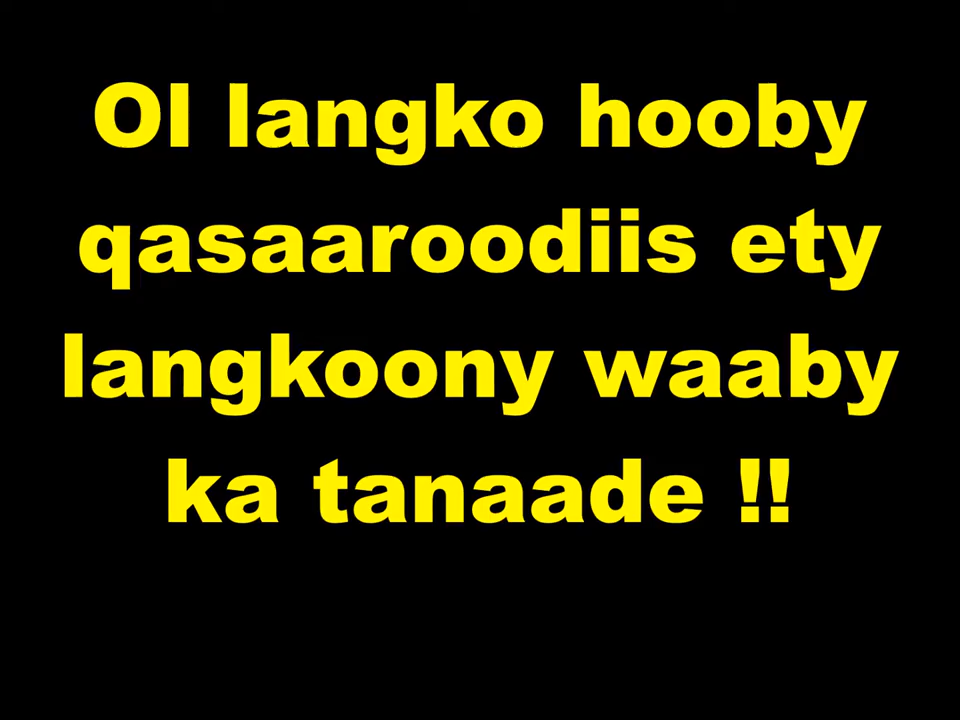 Ol langko hooby
qasaaroodiis ety
langkoony waaby
ka tanaade !!